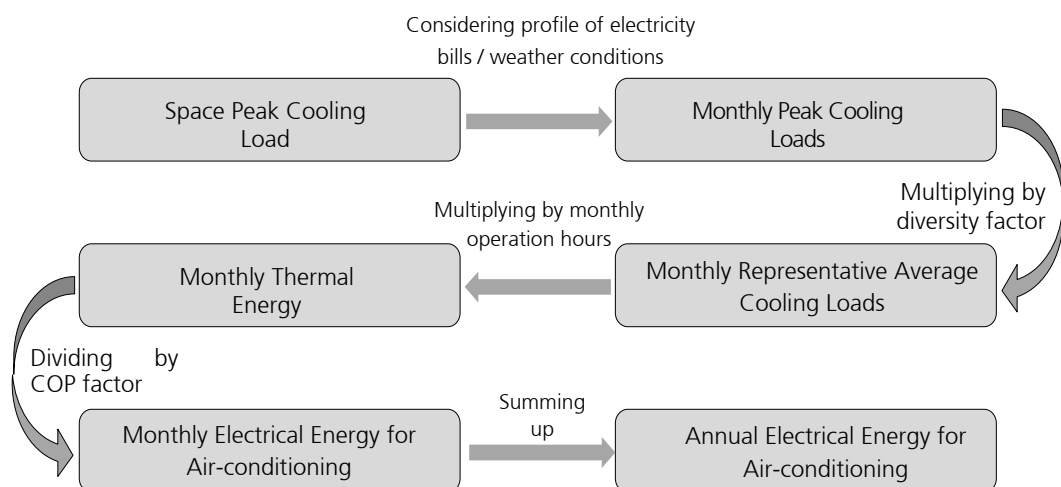 Considering profile of electricity
bills / weather conditions
Space Peak Cooling
Load
Monthly Peak Cooling
Loads
Multiplying by
diversity factor
Multiplying by monthly
operation hours
Monthly Representative Average
Cooling Loads
Monthly Thermal
Energy
Dividing by
COP factor
Monthly Electrical Energy for
Air-conditioning
Summing
up
Annual Electrical Energy for
Air-conditioning